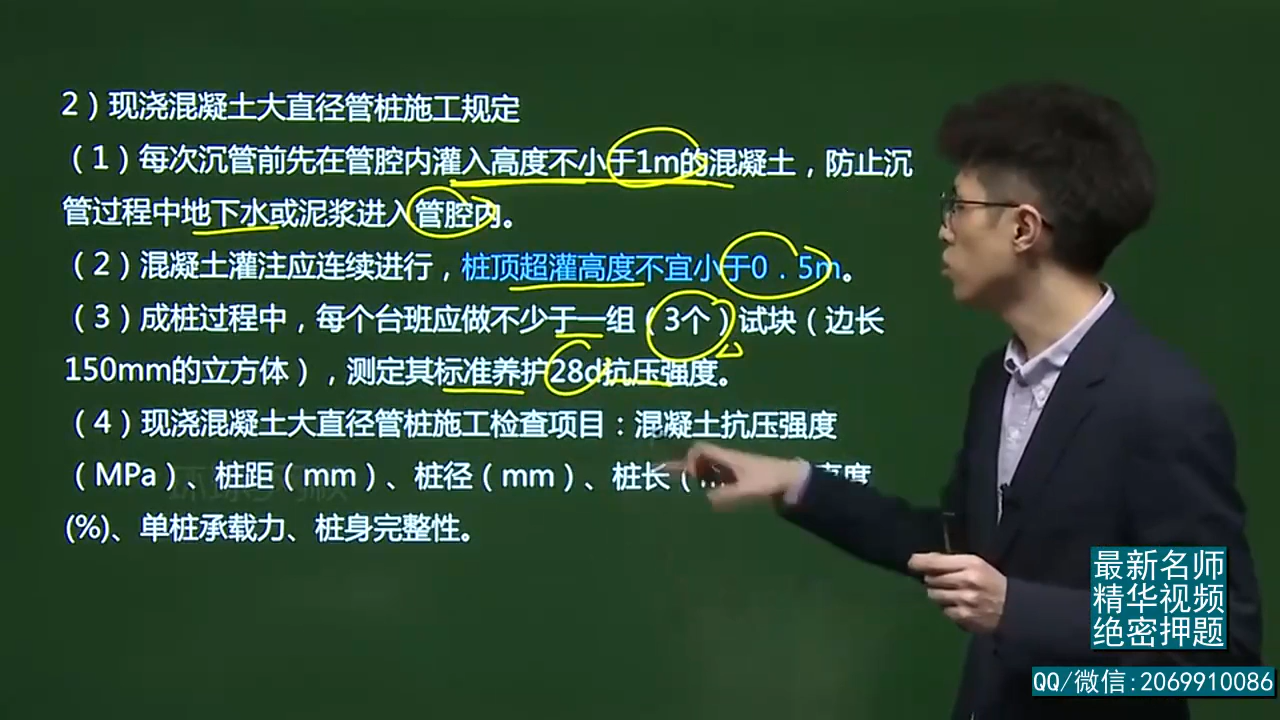 2）现浇混凝土大直径管桩施工规定
（1）每次沉管前先在管腔内灌入高度不小于1m的混凝土，防止沉
管过程中地下水或泥浆进入管腔内。
（2）混凝土灌注应连续进行，桩顶超灌高度不宜小于0．5m。
（3）成桩过程中，每个台班应做不少于一组（3个）试块（边长
150mm的立方体），测定其标准养护28d抗压强度。
（4）现浇混凝土大直径管桩施工检查项目：混凝土抗压强度
（MPa）、桩距（mm）、桩径（mm）、桩长（
(%)、单桩承载力、桩身完整性。
最新名师
精华视频
绝密押题
QQ/微信:2069910086